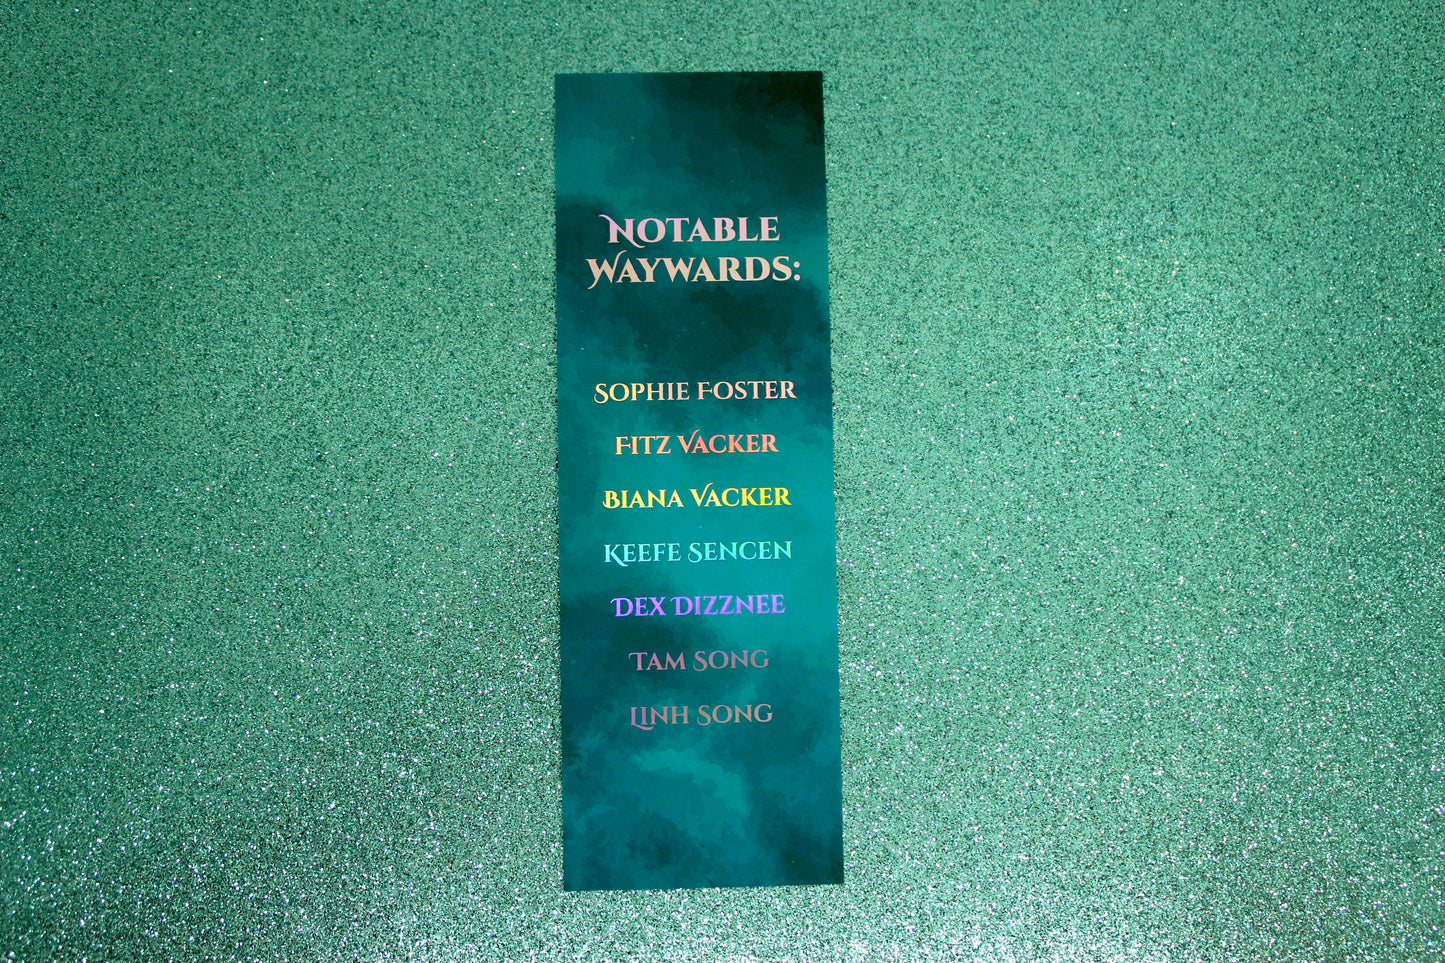 Notable
Waywards:
Sophie Foster
Fitz Vacker
Biana Vacker
Keefe Sencen
Dex Dizznee
Tam Song
Linh Song